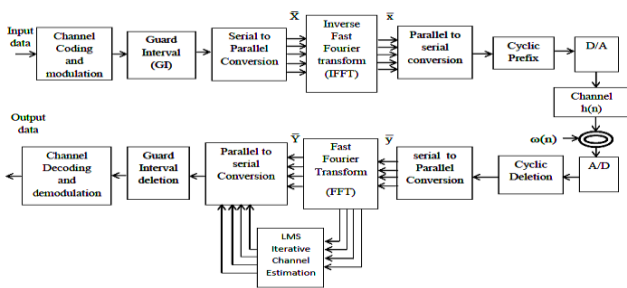 Input
data
Channel
Coding
and
modulation
Guard
Interval
(GI)
Serial to
Parallel
Conversion
X̅
Inverse
Fast
Fourier
transform
(IFFT)
x̅
Parallel to
serial
conversion
Cyclic
Prefix
D/A
Channel
h(n)
ω(n)
A/D
Cyclic
Deletion
serial to
Parallel
Conversion
y̅
Fast
Fourier
Transform
(FFT)
Y̅
Parallel to
serial
Conversion
Guard
Interval
deletion
Channel
Decoding
and
demodulation
Output
data
LMS
Iterative
Channel
Estimation